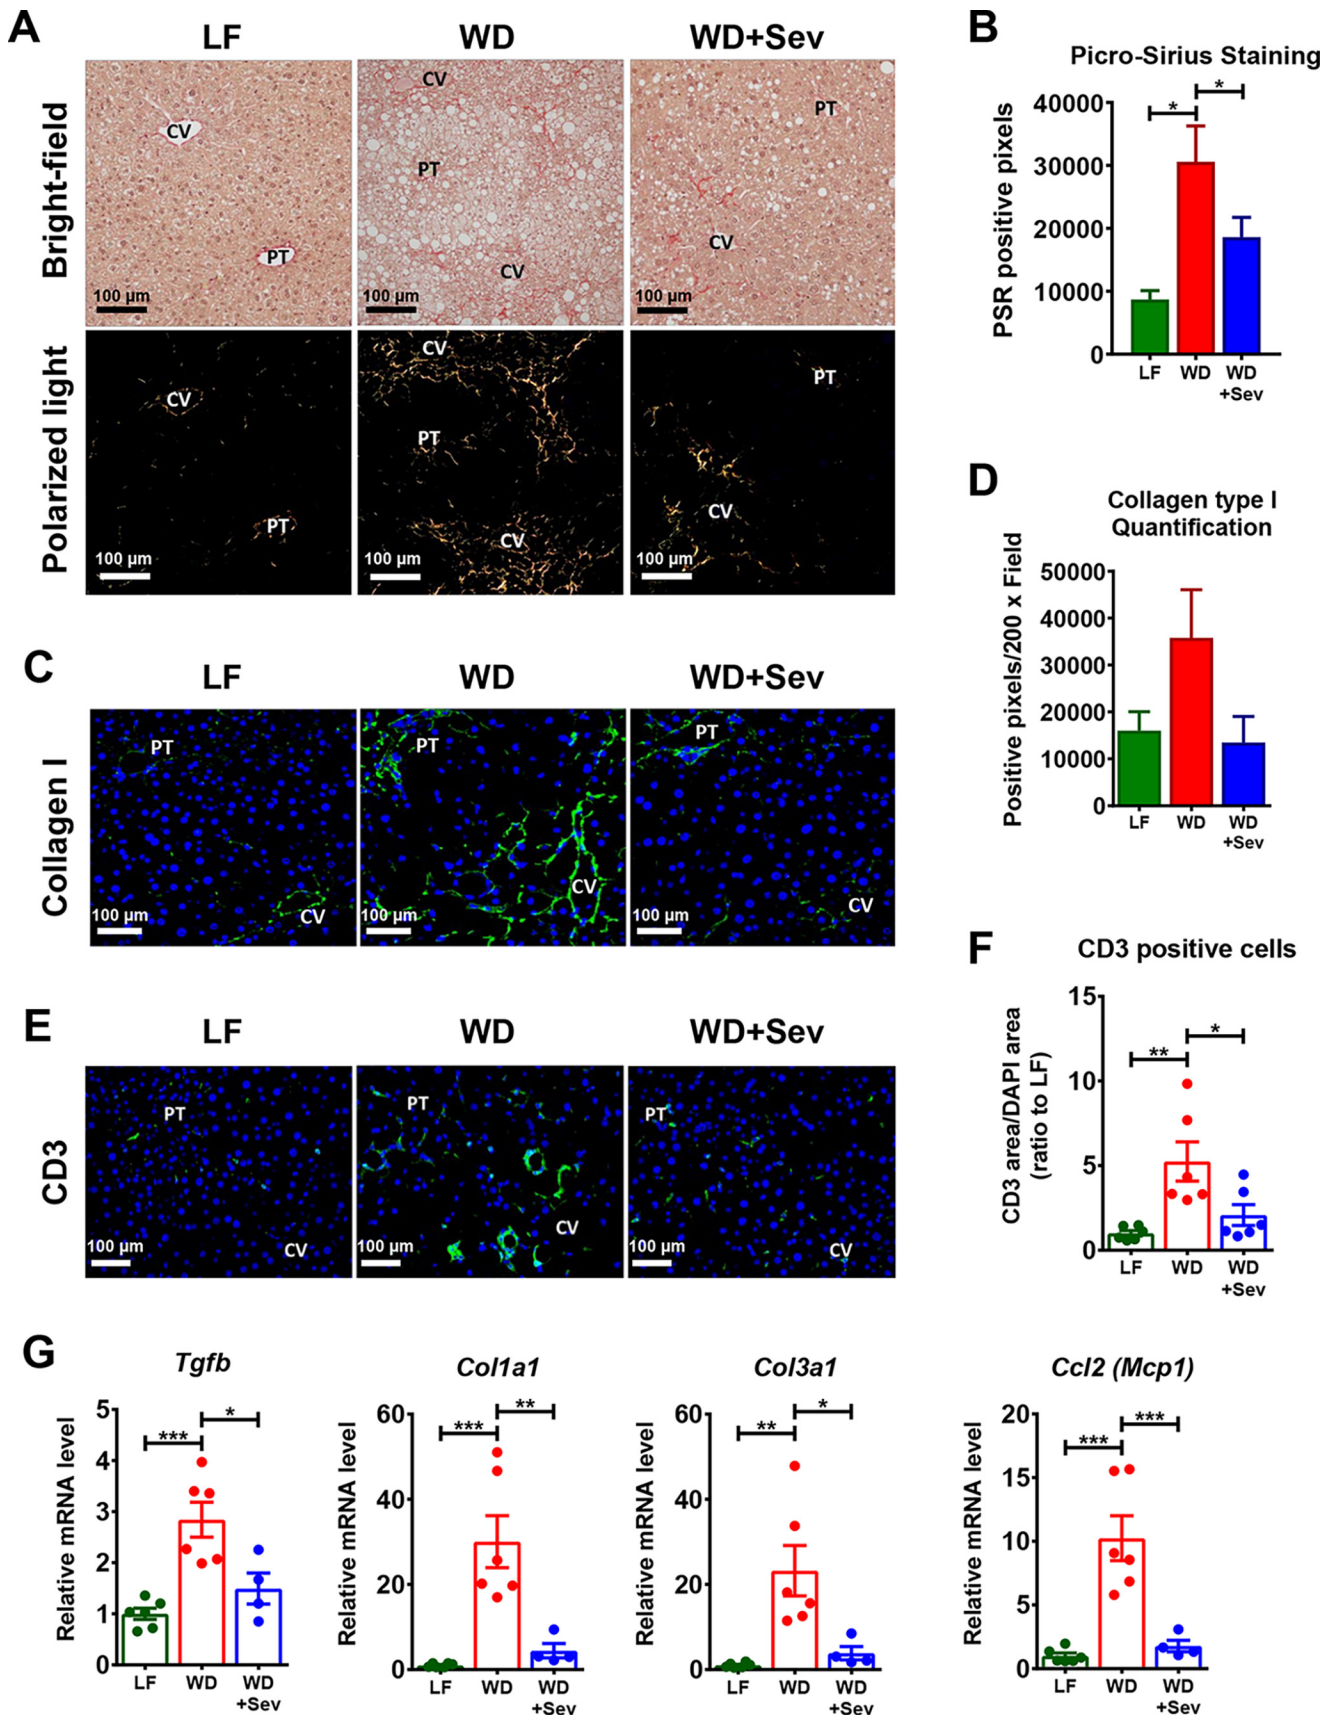 A
LF
WD
WD+Sev
Bright-field
CV
PT
100 µm
CV
PT
CV
100 µm
PT
CV
100 µm
Polarized light
CV
PT
100 µm
CV
PT
CV
100 µm
PT
CV
100 µm
B
Picro-Sirius Staining
PSR positive pixels
40000
30000
20000
10000
0
*
*
LF
WD
WD
+Sev
C
LF
WD
WD+Sev
Collagen I
PT
CV
100 µm
PT
CV
100 µm
PT
CV
100 µm
D
Collagen type I
Quantification
Positive pixels/200 x Field
50000
40000
30000
20000
10000
0
LF
WD
WD
+Sev
E
LF
WD
WD+Sev
CD3
PT
CV
100 µm
PT
CV
100 µm
PT
CV
100 µm
F
CD3 positive cells
CD3 area/DAPI area
(ratio to LF)
15
10
5
0
**
*
LF
WD
WD
+Sev
G
Tgfb
Relative mRNA level
5
4
3
2
1
0
***
*
LF
WD
WD
+Sev
Col1a1
Relative mRNA level
60
40
20
0
***
**
LF
WD
WD
+Sev
Col3a1
Relative mRNA level
60
40
20
0
**
*
LF
WD
WD
+Sev
Ccl2 (Mcp1)
Relative mRNA level
20
15
10
5
0
***
***
LF
WD
WD
+Sev